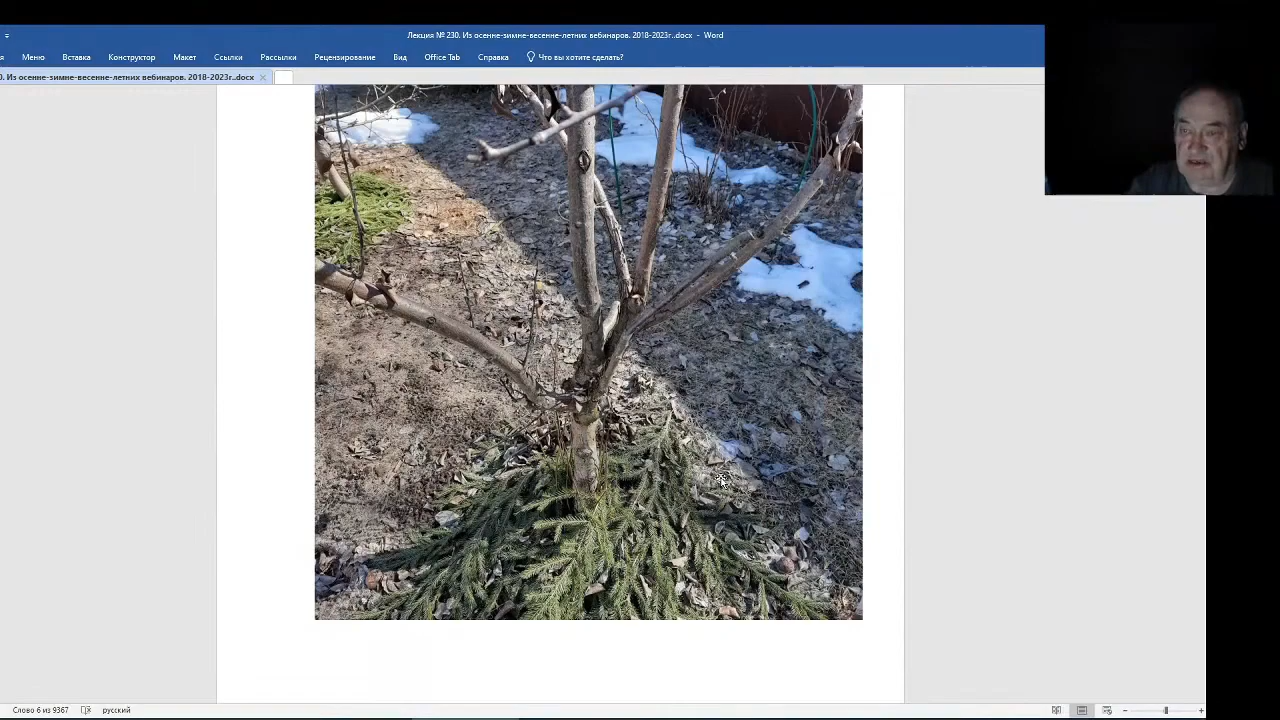 Лекция № 230. Из осенне-зимне-весенне-летних вебинаров. 2018-2023г..docx - Word
я Меню Вставка Конструктор Макет Ссылки Рассылки Рецензирование Вид Office Tab Справка Что вы хотите сделать?
0. Из осенне-зимне-весенне-летних вебинаров. 2018-2023г..docx
Слово 6 из 9367 русский